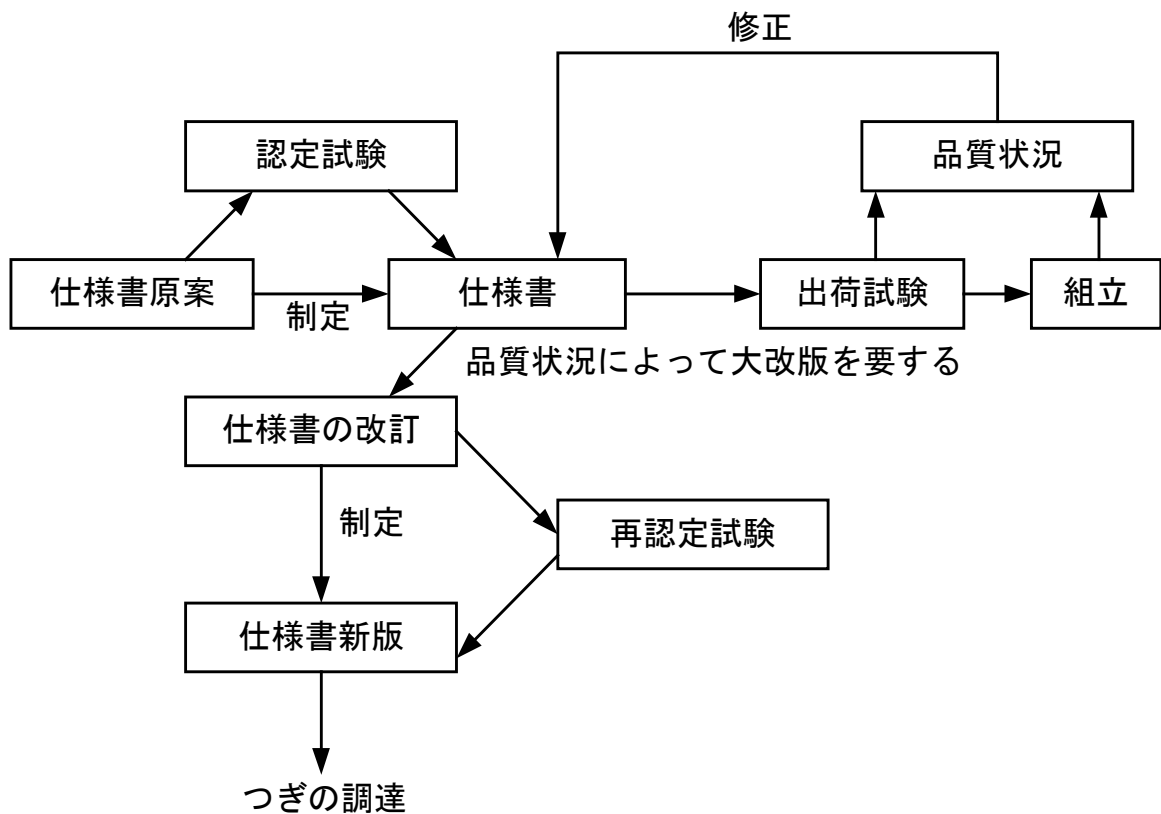 修正
認定試験
品質状況
仕様書原案
制定
仕様書
出荷試験
組立
品質状況によって大改版を要する
仕様書の改訂
制定
再認定試験
仕様書新版
つぎの調達